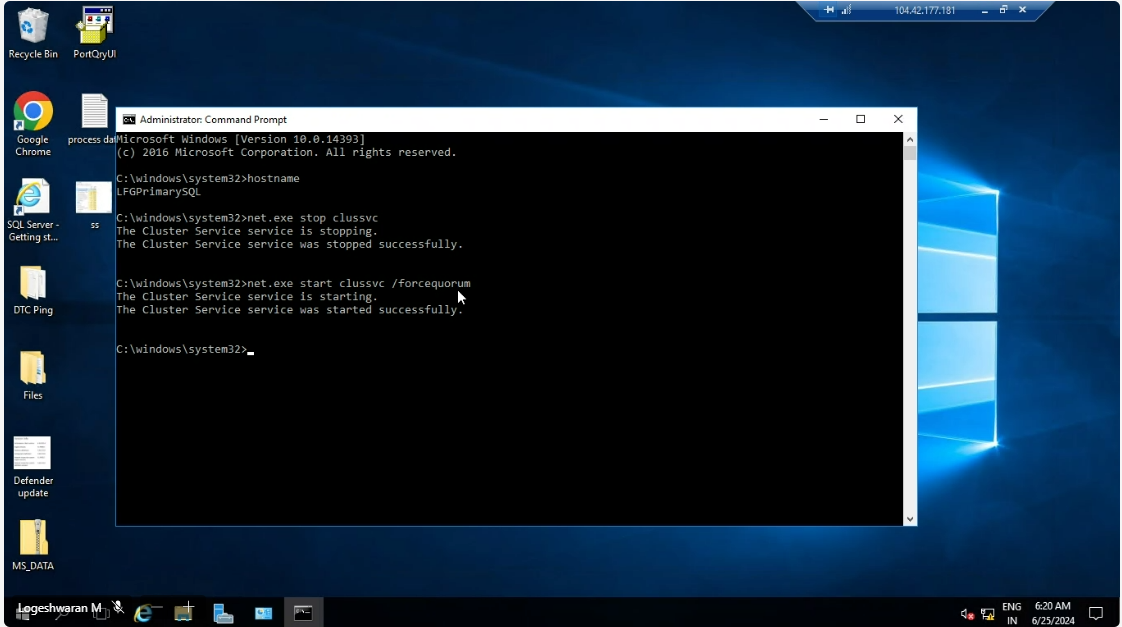 104.42.177.181
Recycle Bin
PortQryUI
Google
Chrome
process dat
SQL Server -
Getting st...
ss
DTC Ping
Files
Defender
update
MS_DATA
Administrator: Command Prompt
Microsoft Windows [Version 10.0.14393]
(c) 2016 Microsoft Corporation. All rights reserved.
C:\windows\system32>hostname
LFGPrimarySQL
C:\windows\system32>net.exe stop clussvc
The Cluster Service service is stopping.
The Cluster Service service was stopped successfully.
C:\windows\system32>net.exe start clussvc /forcequorum
The Cluster Service service is starting.
The Cluster Service service was started successfully.
C:\windows\system32>
Logeshwaran M
ENG
IN
6:20 AM
6/25/2024